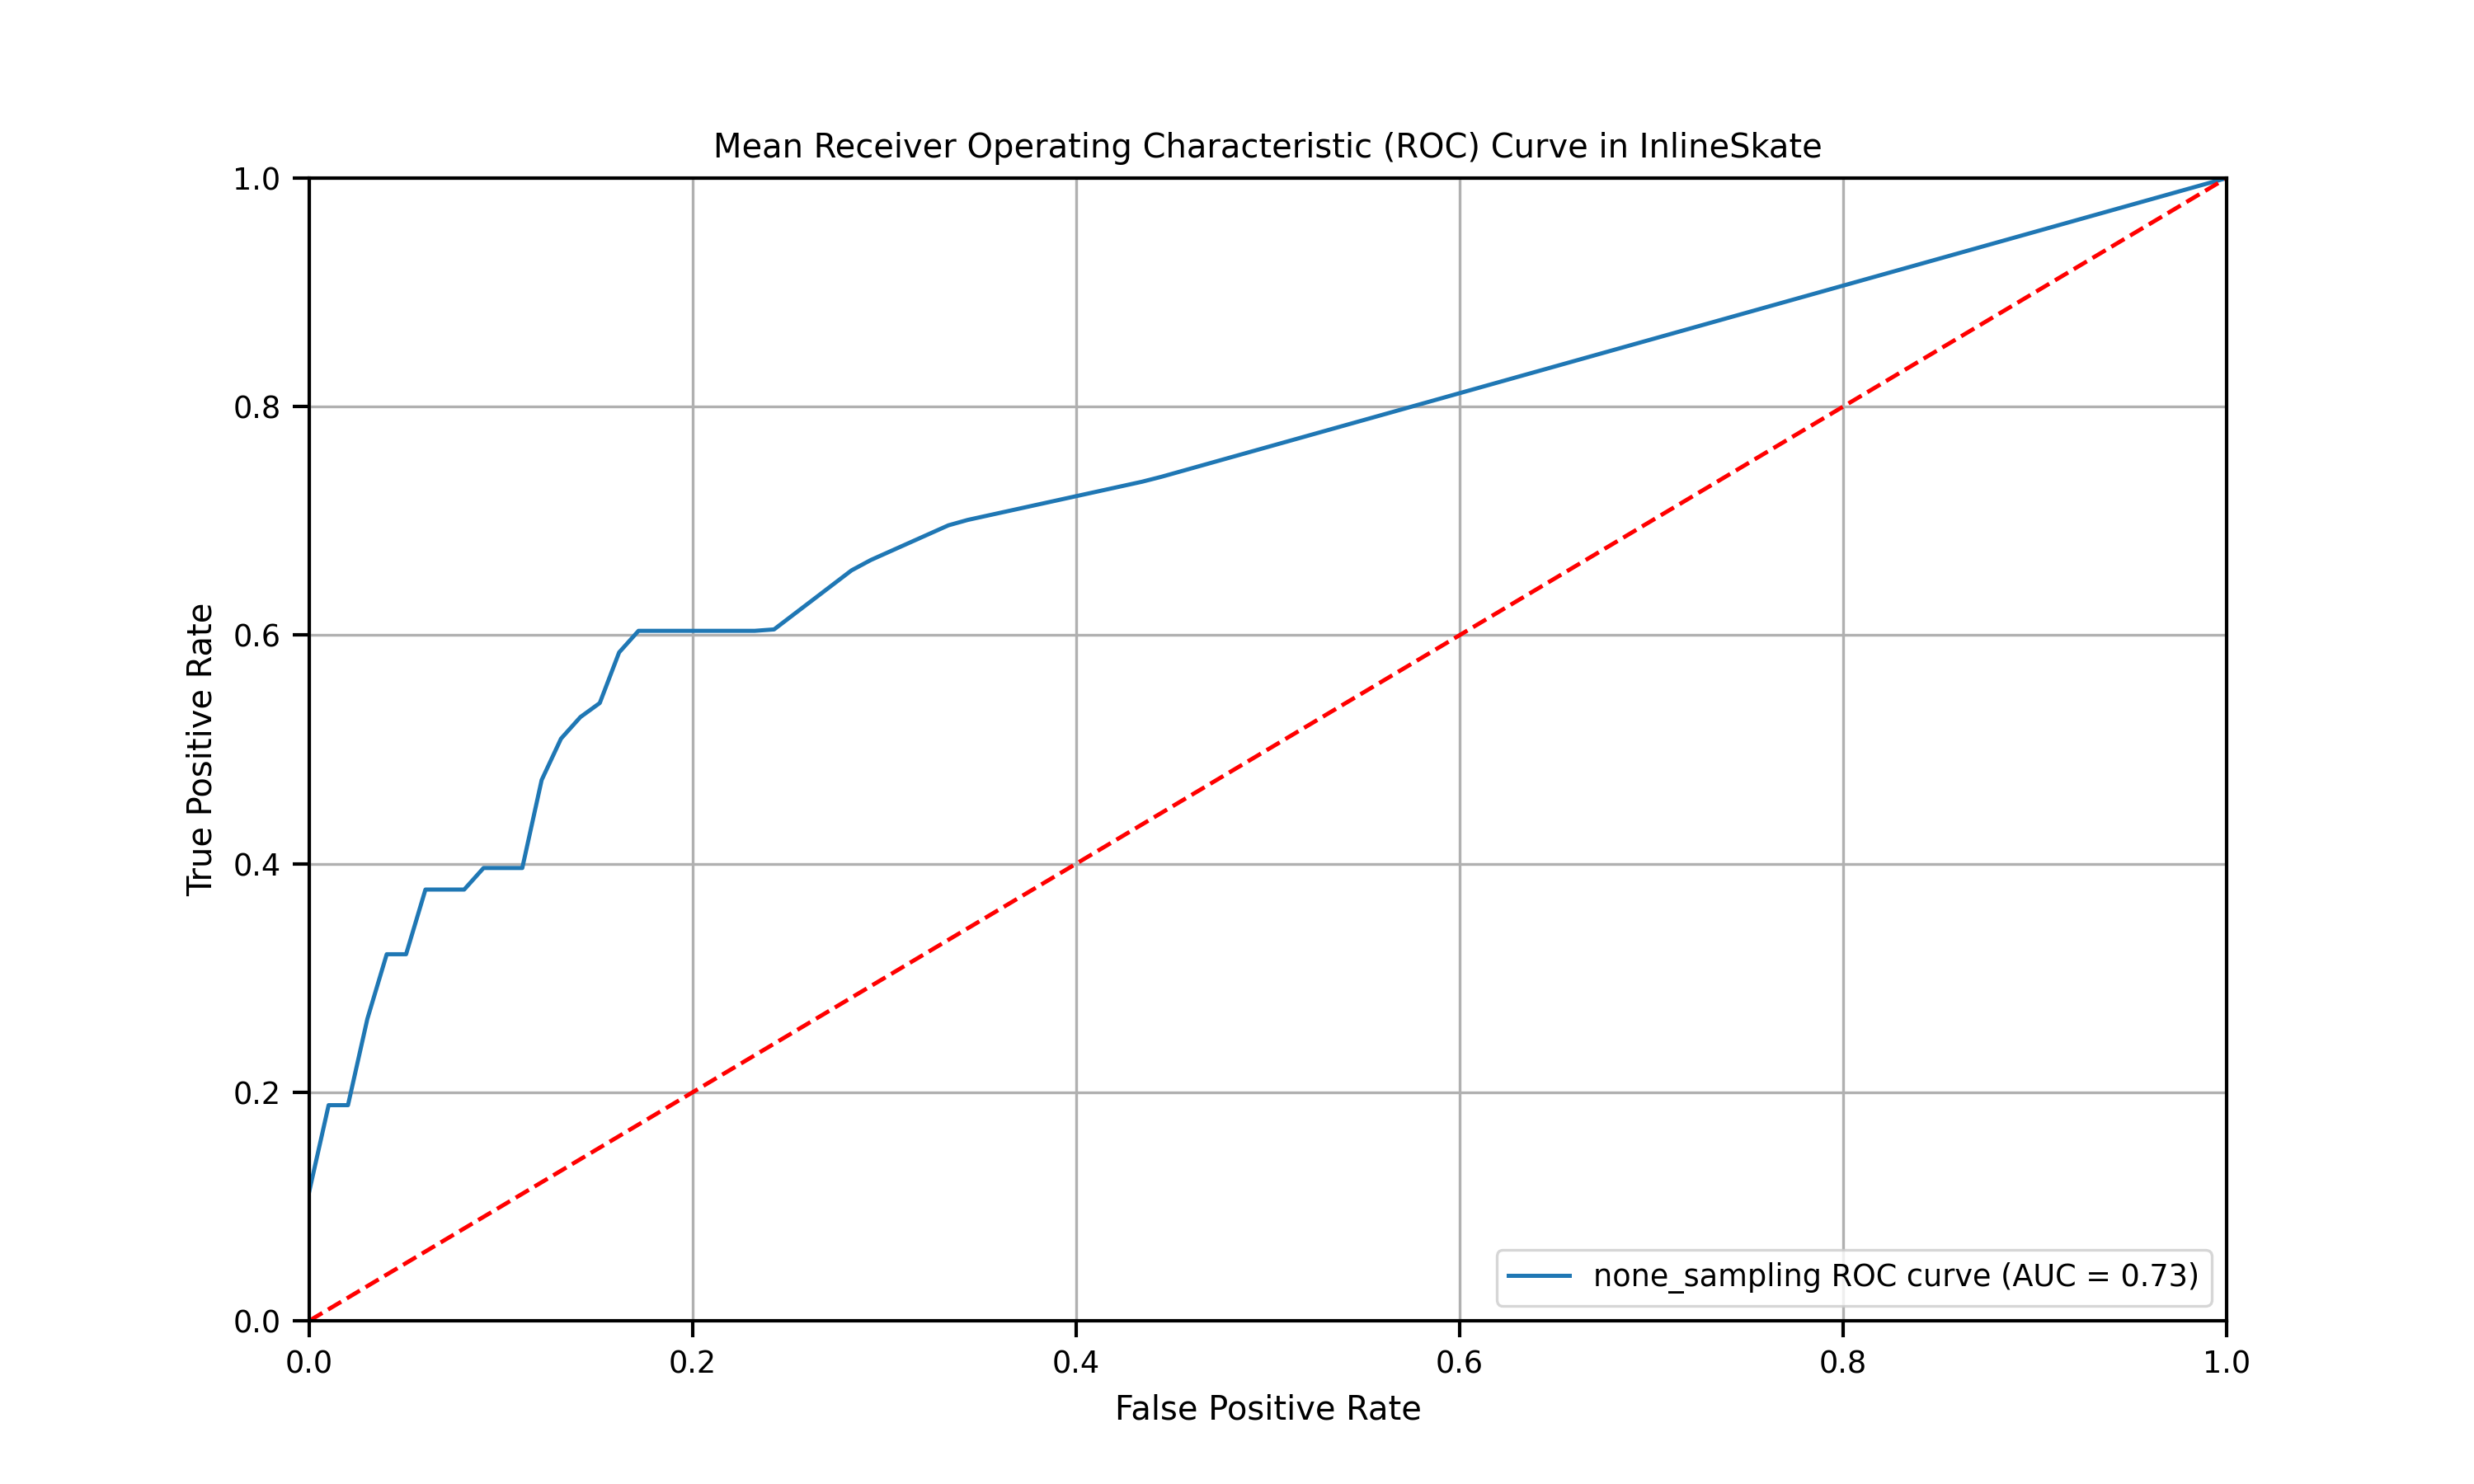 Mean Receiver Operating Characteristic (ROC) Curve in InlineSkate
1.0
0.8
0.6
0.4
0.2
0.0
True Positive Rate
none_sampling ROC curve (AUC = 0.73)
0.0 0.2 0.4 0.6 0.8 1.0
False Positive Rate